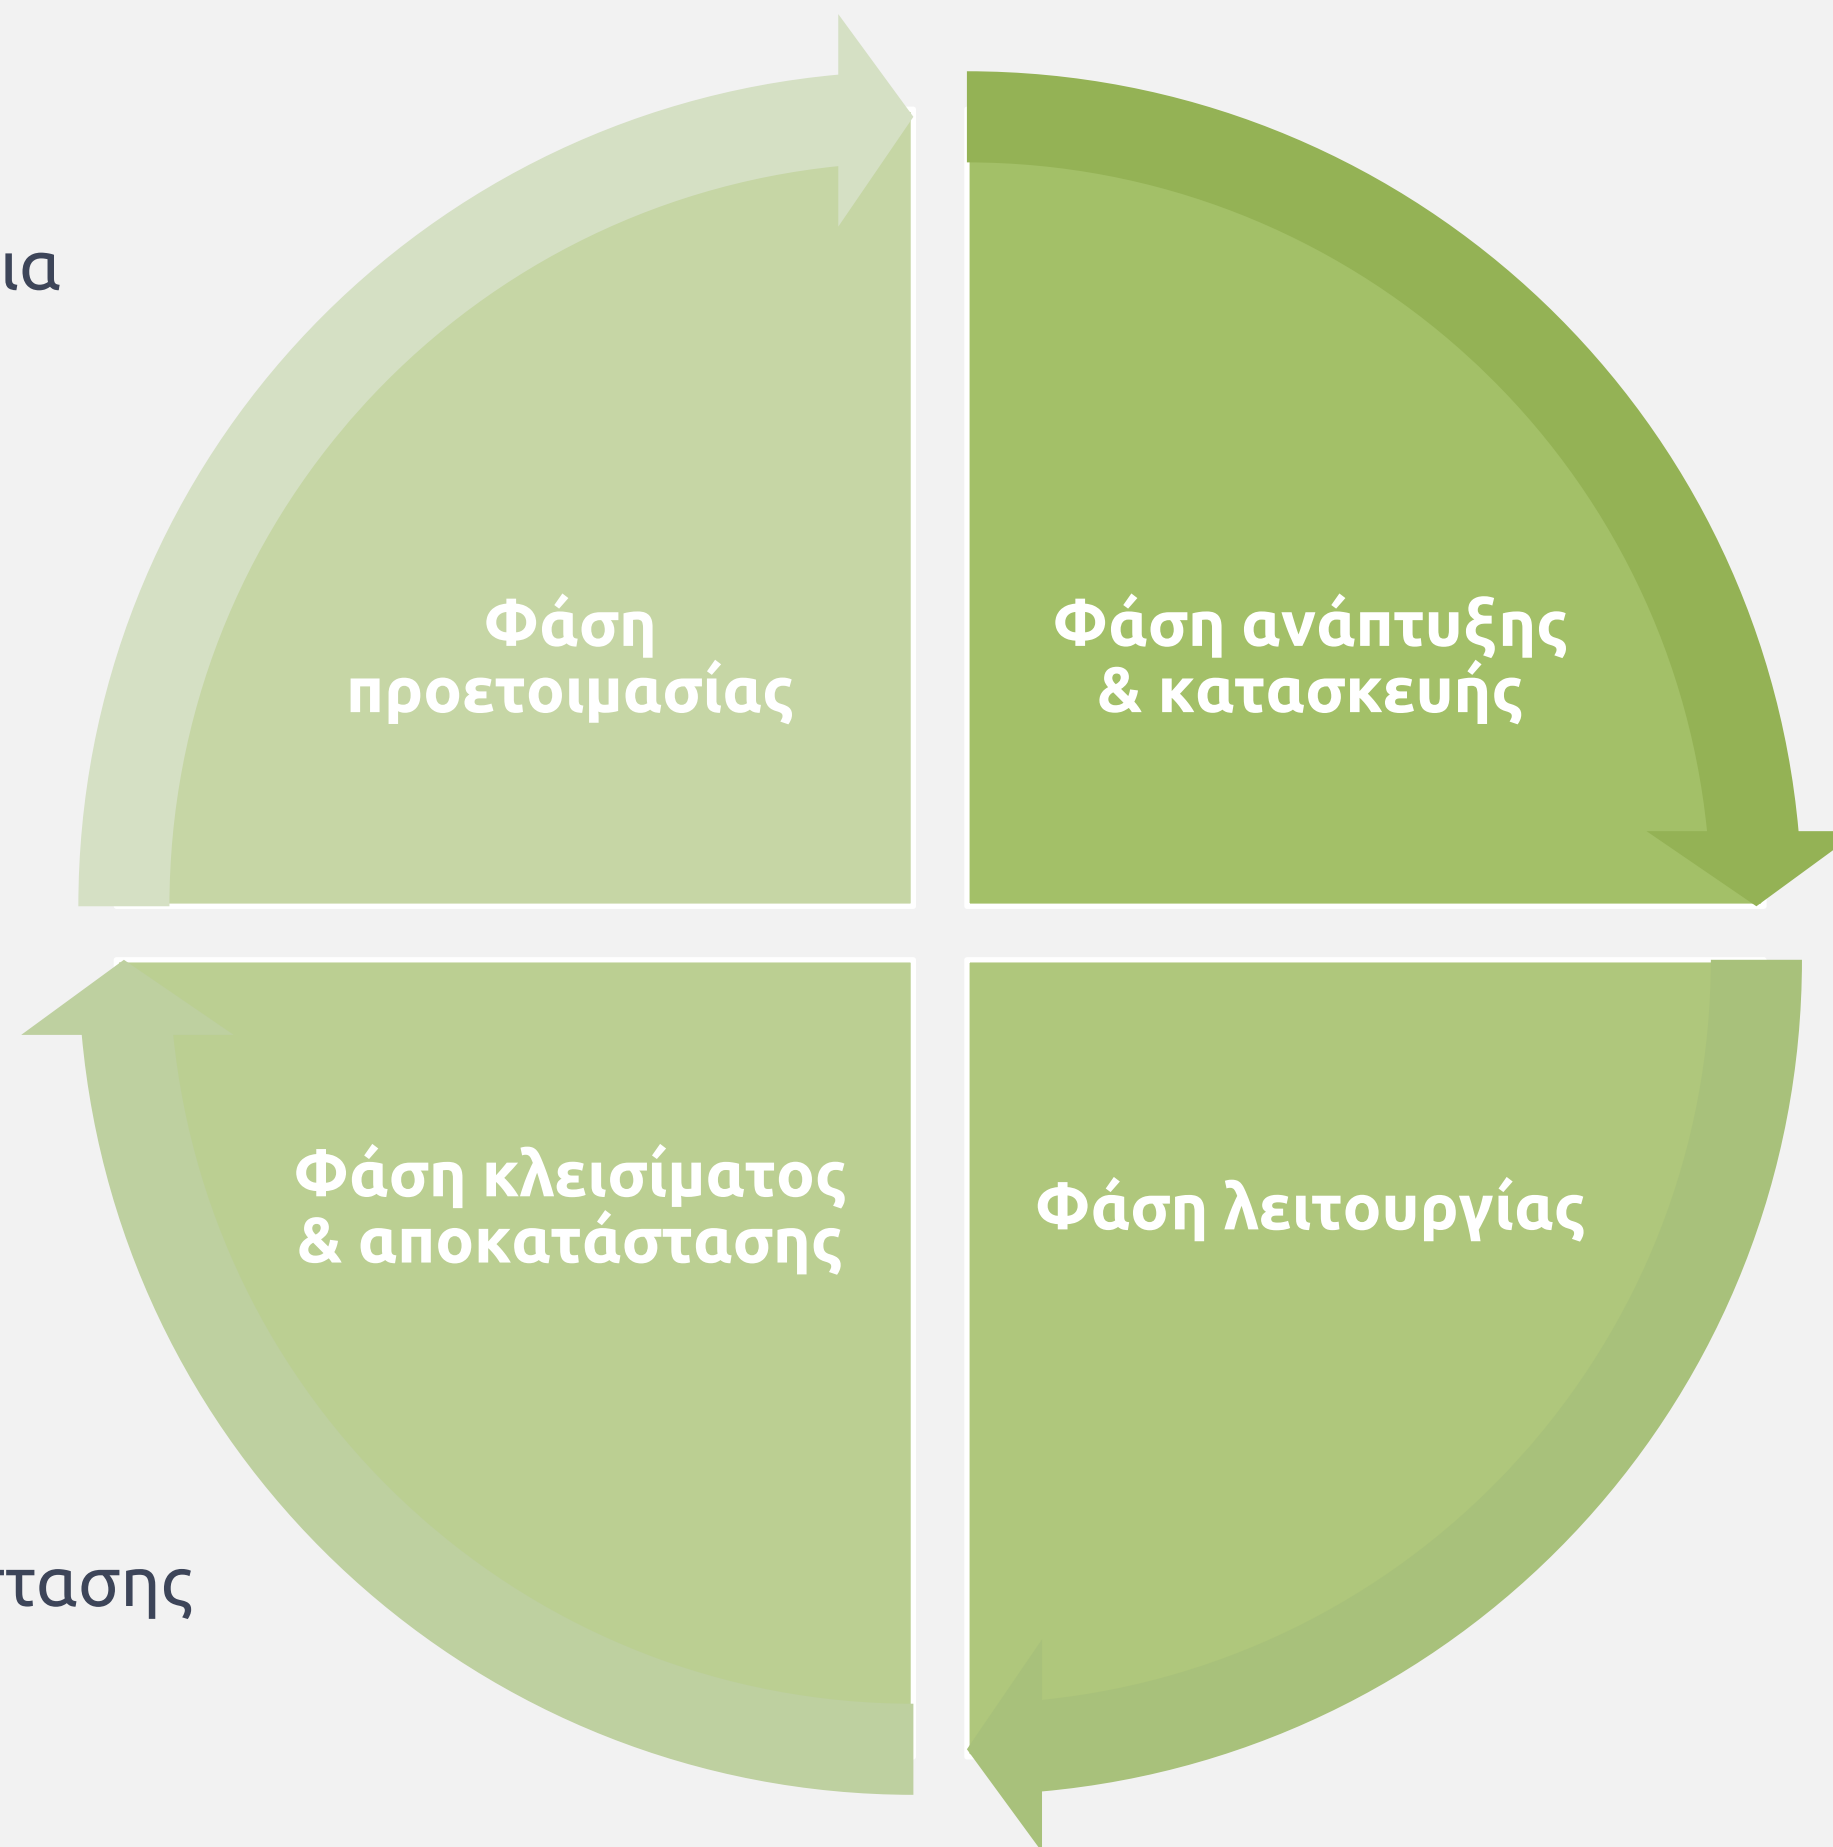 ια
Φάση
προετοιμασίας
Φάση ανάπτυξης
& κατασκευής
Φάση κλεισίματος
& αποκατάστασης
Φάση λειτουργίας
τασης